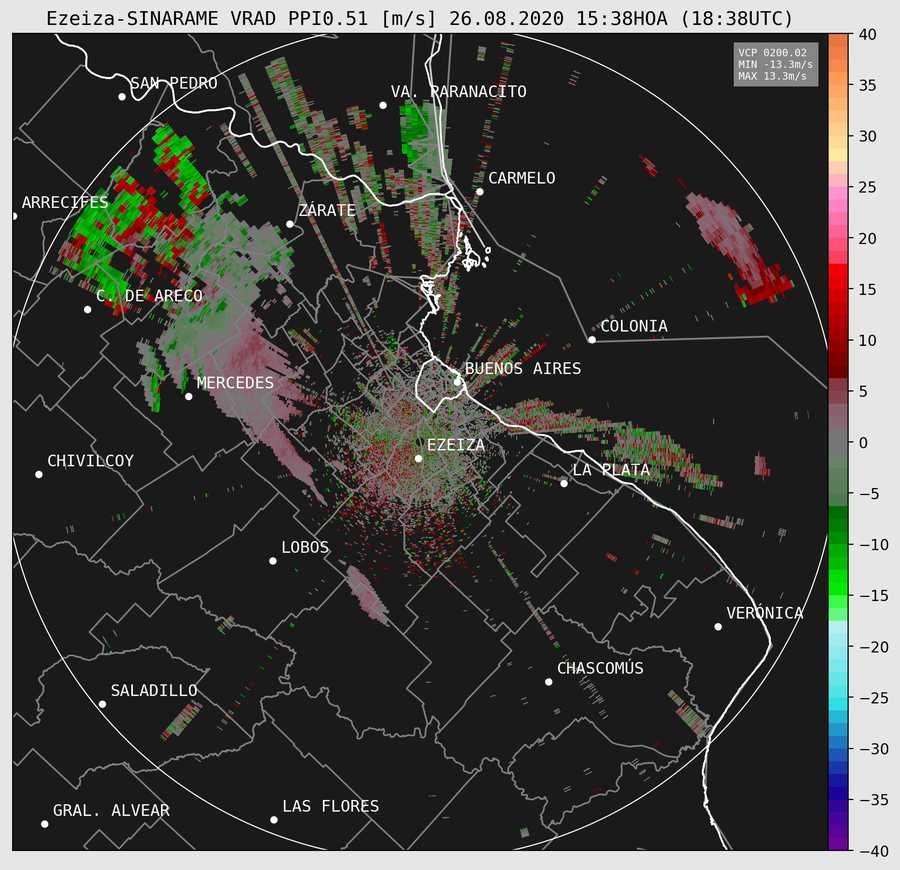 Ezeiza-SINARAME VRAD PPI0.51 [m/s] 26.08.2020 15:38HOA (18:38UTC)
VCP 0200.02
MIN -13.3m/s
MAX 13.3m/s
SAN PEDRO
VA. PARANACITO
CARMELO
ARRECIFES
ZÁRATE
C. DE ARECO
COLONIA
BUENOS AIRES
MERCEDES
EZEIZA
CHIVILCOY
LA PLATA
LOBOS
VERÓNICA
CHASCOMÚS
SALADILLO
LAS FLORES
GRAL. ALVEAR
40
35
30
25
20
15
10
5
0
−5
−10
−15
−20
−25
−30
−35
−40